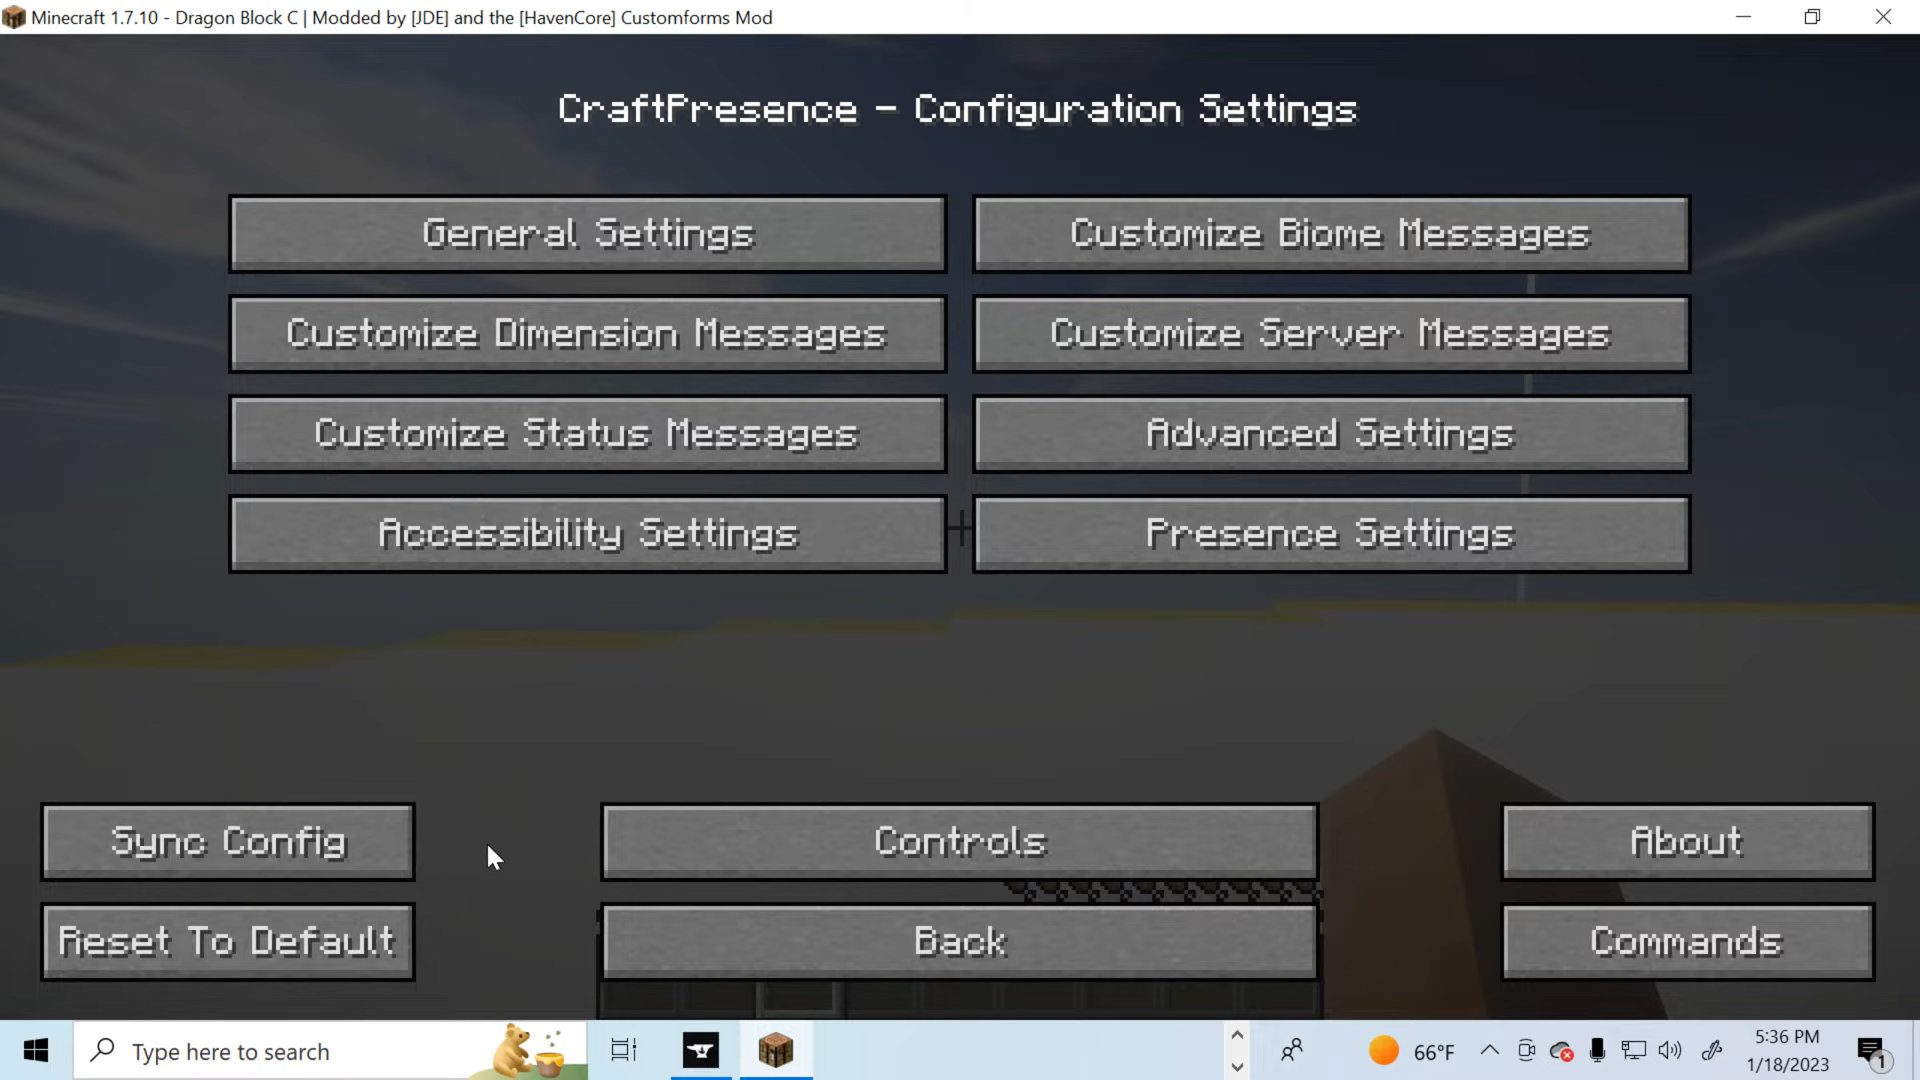 Minecraft 1.7.10 - Dragon Block C | Modded by [JDE] and the [HavenCore] Customforms Mod
CraftPresence - Configuration Settings
General Settings
Customize Biome Messages
Customize Dimension Messages
Customize Server Messages
Customize Status Messages
Advanced Settings
Accessibility Settings
Presence Settings
Sync Config
Controls
About
Reset To Default
Back
Commands
Type here to search
66°F
5:36 PM
1/18/2023
1